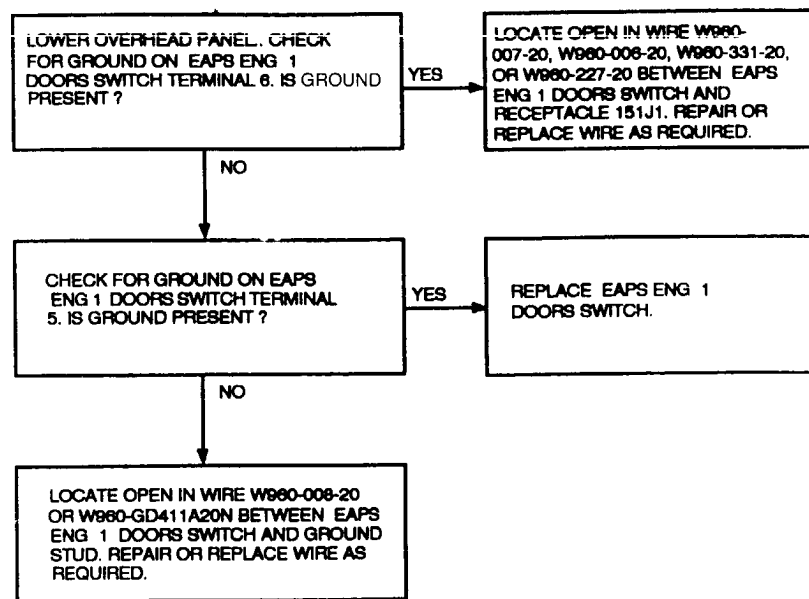 LOWER OVERHEAD PANEL. CHECK
FOR GROUND ON EAPS ENG 1
DOORS SWITCH TERMINAL 6. IS GROUND
PRESENT ?
YES
LOCATE OPEN IN WIRE W960-
007-20, W960-006-20, W960-331-20,
OR W960-227-20 BETWEEN EAPS
ENG 1 DOORS SWITCH AND
RECEPTACLE 151J1. REPAIR OR
REPLACE WIRE AS REQUIRED.
NO
CHECK FOR GROUND ON EAPS
ENG 1 DOORS SWITCH TERMINAL
5. IS GROUND PRESENT ?
YES
REPLACE EAPS ENG 1
DOORS SWITCH.
NO
LOCATE OPEN IN WIRE W960-008-20
OR W960-GD411A20N BETWEEN EAPS
ENG 1 DOORS SWITCH AND GROUND
STUD. REPAIR OR REPLACE WIRE AS
REQUIRED.